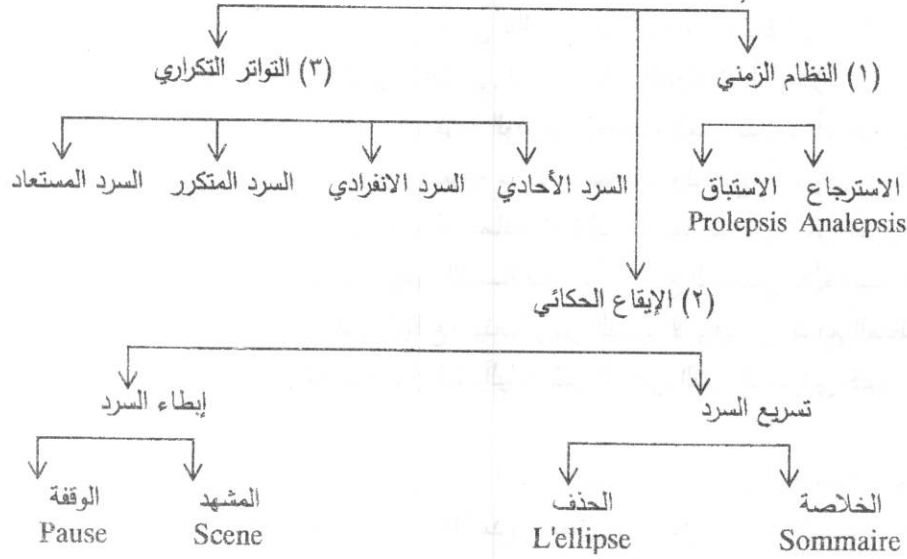 (١) النظام الزمني
(٣) التواتر التكراري
الاسترجاع
الاستباق
السرد الأحادي
السرد الانفرادي
السرد المتكرر
السرد المستعاد
Analepsis
Prolepsis
(٢) الإيقاع الحكائي
تسريع السرد
إبطاء السرد
الخلاصة
الحذف
المشهد
الوقفة
Sommaire
L'ellipse
Scene
Pause